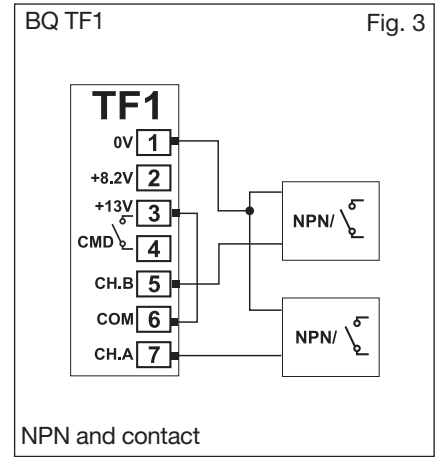 BQ TF1 Fig. 3
TF1
0V 1
+8.2V 2
+13V 3
CMD 4
CH.B 5
COM 6
CH.A 7
NPN/
NPN/
NPN and contact